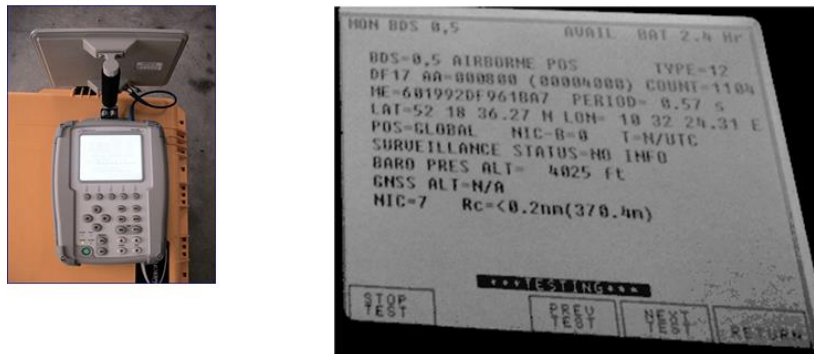 MON BDS 0,5 AVAIL BAT 2.4 Hr
BDS=0,5 AIRBORNE POS TYPE=12
DF17 AA=000800 (00004000) COUNT=1104
ME=601992DF961BA7 PERIOD= 0.57 s
LAT=52 18 36.27 N LON= 10 32 24.31 E
POS=GLOBAL NIC-B=0 T=N/UTC
SURVEILLANCE STATUS=NO INFO
BARO PRES ALT= 4025 ft
GNSS ALT=N/A
NIC=7 Rc=<0.2nm(370.4m)
***TESTING***
STOP TEST
PREV TEST
NEXT TEST
RETURN